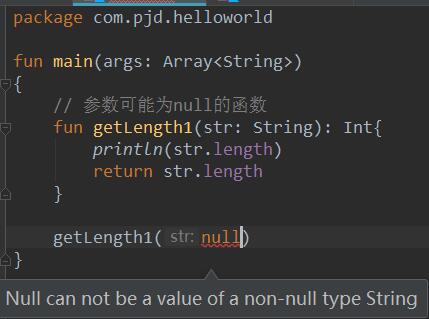 package com.pjd.helloworld
fun main(args: Array<String>)
{
// 参数可能为null的函数
fun getLength1(str: String): Int{
println(str.length)
return str.length
}
getLength1( str: null)
}
Null can not be a value of a non-null type String